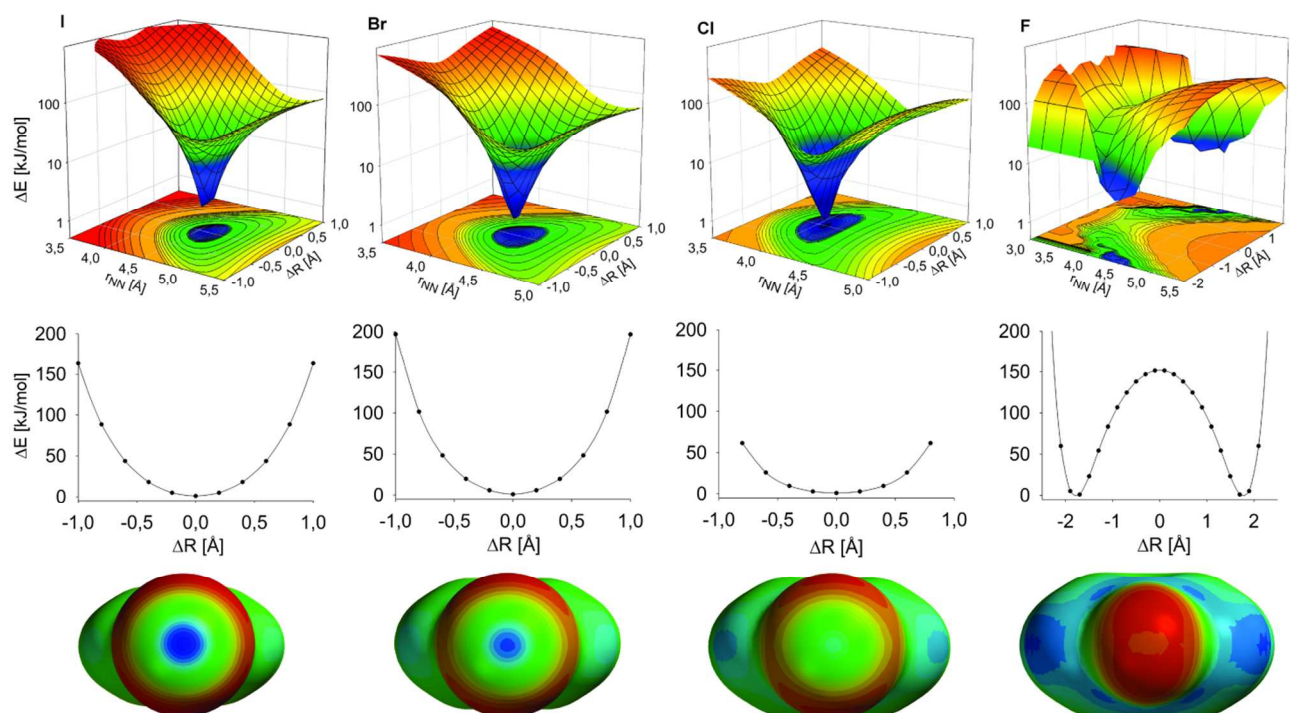 I Br Cl F
ΔE [kJ/mol]
100 100 100 100
10 10 10 10
1 1 1 1
3,5 4,0 4,5 5,0 5,5
rNN [Å]
-1,0 -0,5 0,0 0,5 1,0
ΔR [Å]
3,5 4,0 4,5 5,0
rNN [Å]
-1,0 -0,5 0,0 0,5 1,0
ΔR [Å]
3,5 4,0 4,5 5,0
rNN [Å]
-1,0 -0,5 0,0 0,5 1,0
ΔR [Å]
3,0 3,5 4,0 4,5 5,0 5,5
rNN [Å]
-2 -1 0 1
ΔR [Å]
ΔE [kJ/mol]
200 200 200 200
150 150 150 150
100 100 100 100
50 50 50 50
0 0 0 0
-1,0 -0,5 0,0 0,5 1,0
ΔR [Å]
-1,0 -0,5 0,0 0,5 1,0
ΔR [Å]
-1,0 -0,5 0,0 0,5 1,0
ΔR [Å]
-2 -1 0 1 2
ΔR [Å]